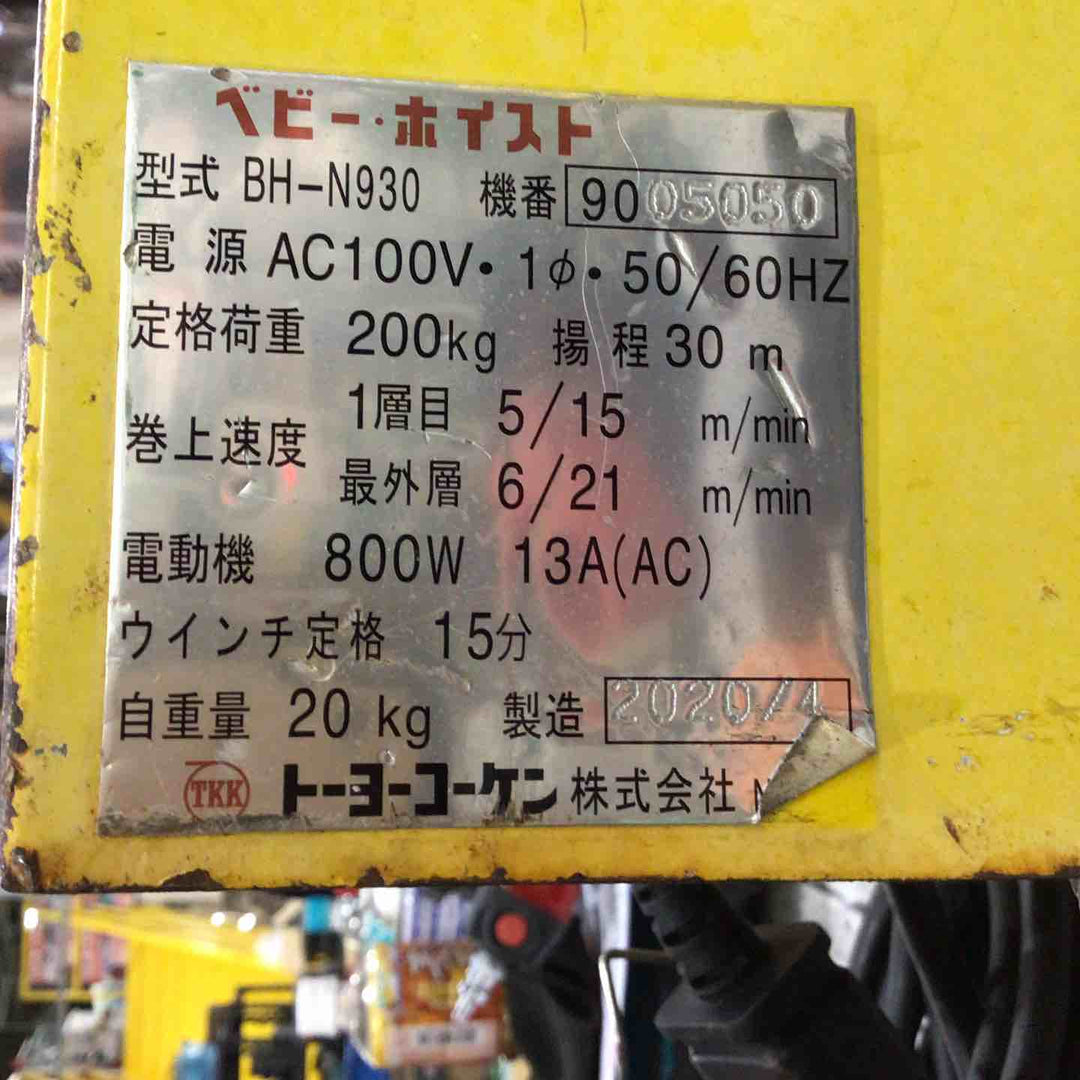 ベビー・ホイスト
型式 BH-N930 機番 9005050
電源 AC100V・1φ・50/60HZ
定格荷重 200kg 揚程 30 m
巻上速度 1層目 5/15 m/min
最外層 6/21 m/min
電動機 800W 13A(AC)
ウインチ定格 15分
自重量 20 kg 製造 2020/4
TKK トーヨーコーケン 株式会社